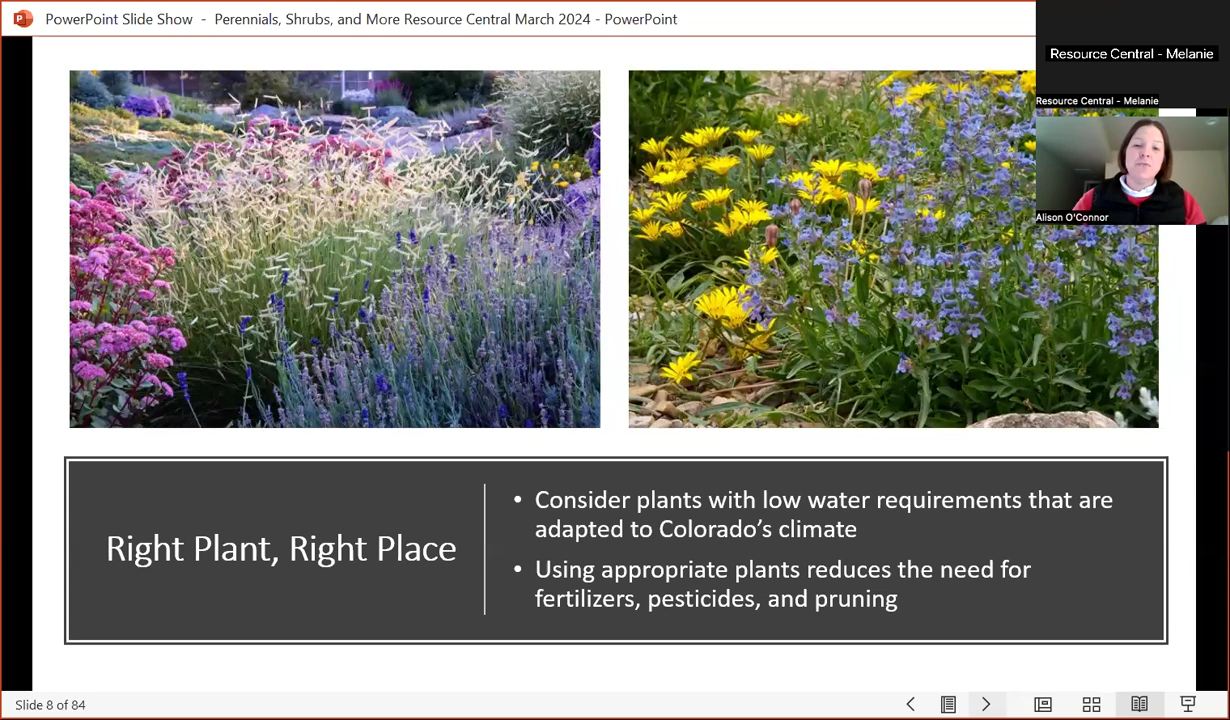 PowerPoint Slide Show - Perennials, Shrubs, and More Resource Central March 2024 - PowerPoint
Resource Central - Melanie
Resource Central - Melanie
Alison O'Connor
Right Plant, Right Place
• Consider plants with low water requirements that are
adapted to Colorado’s climate
• Using appropriate plants reduces the need for
fertilizers, pesticides, and pruning
Slide 8 of 84